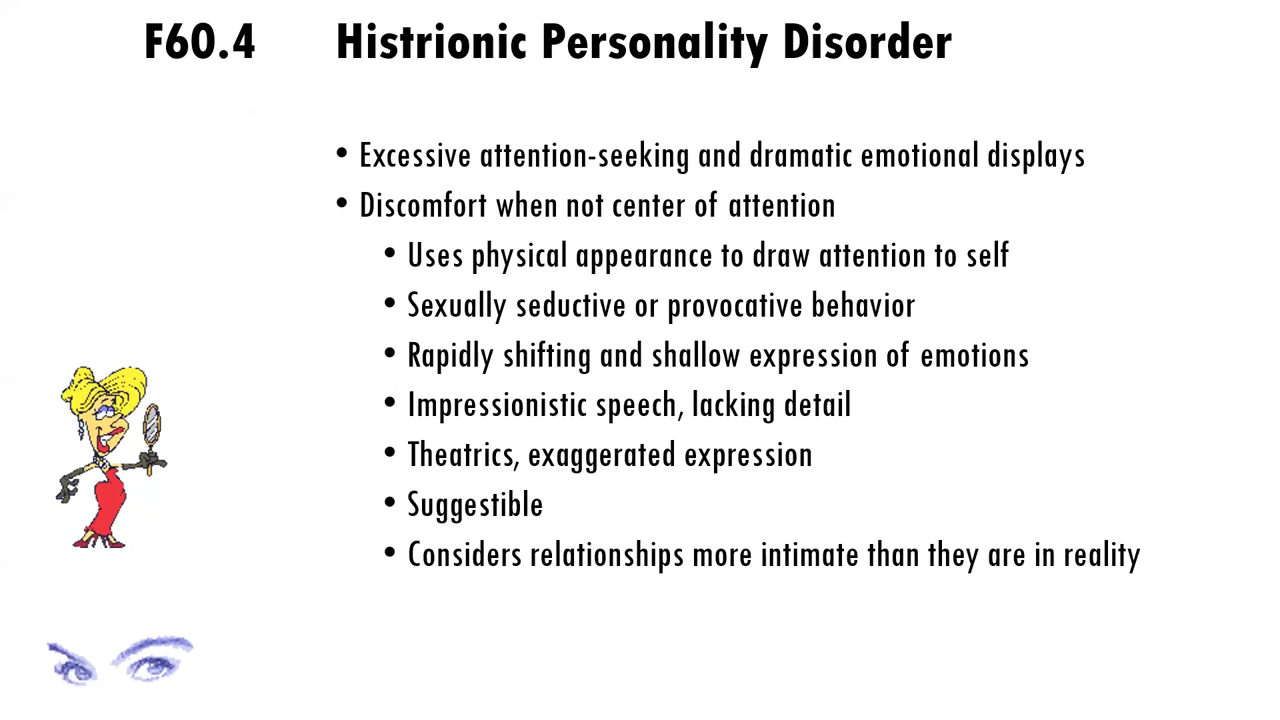 F60.4 Histrionic Personality Disorder
• Excessive attention-seeking and dramatic emotional displays
• Discomfort when not center of attention
• Uses physical appearance to draw attention to self
• Sexually seductive or provocative behavior
• Rapidly shifting and shallow expression of emotions
• Impressionistic speech, lacking detail
• Theatrics, exaggerated expression
• Suggestible
• Considers relationships more intimate than they are in reality